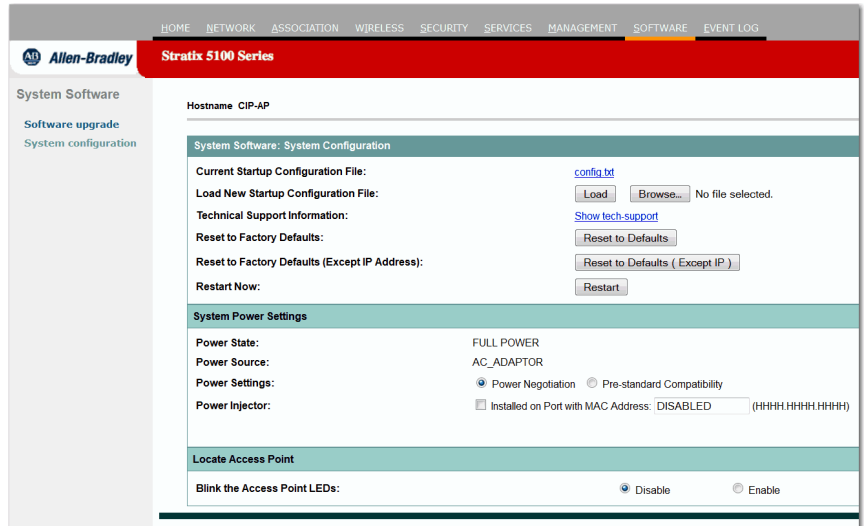 HOME NETWORK ASSOCIATION WIRELESS SECURITY SERVICES MANAGEMENT SOFTWARE EVENT LOG
AB Allen-Bradley
Stratix 5100 Series
System Software
Software upgrade
System configuration
Hostname CIP-AP
System Software: System Configuration
Current Startup Configuration File: config.txt
Load New Startup Configuration File: Load Browse... No file selected.
Technical Support Information: Show tech-support
Reset to Factory Defaults: Reset to Defaults
Reset to Factory Defaults (Except IP Address): Reset to Defaults ( Except IP )
Restart Now: Restart
System Power Settings
Power State: FULL POWER
Power Source: AC_ADAPTOR
Power Settings: Power Negotiation Pre-standard Compatibility
Power Injector: Installed on Port with MAC Address: DISABLED (HHHH.HHHH.HHHH)
Locate Access Point
Blink the Access Point LEDs: Disable Enable